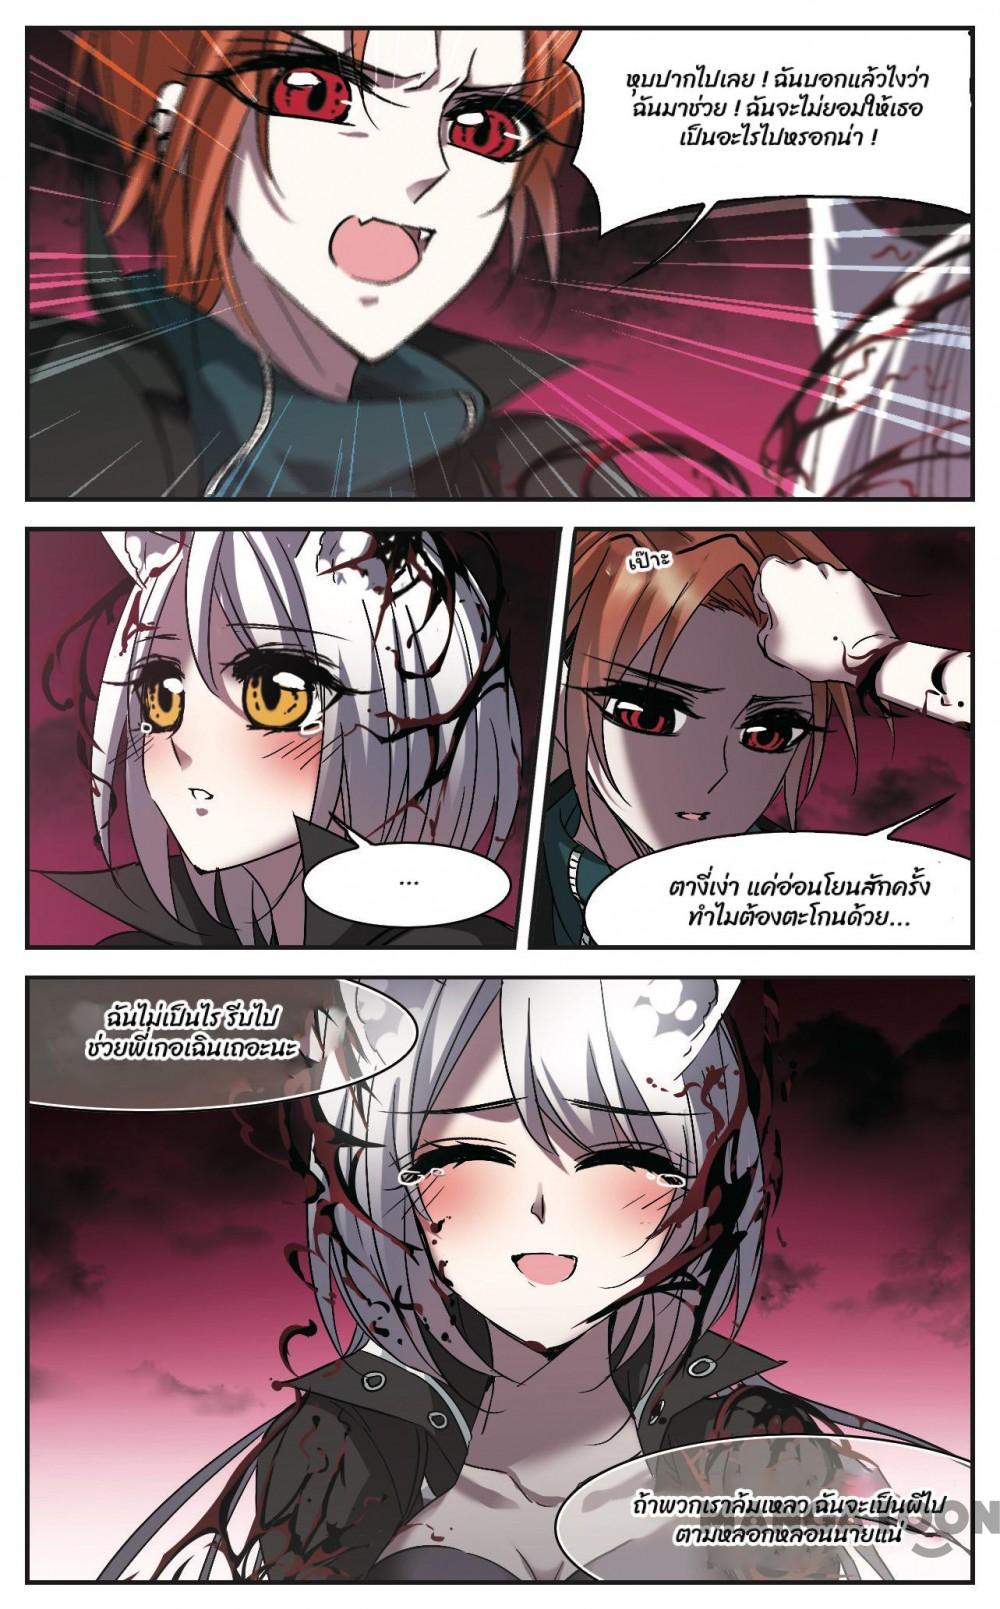 หุบปากไปเลย ! ฉันบอกแล้วไงว่า
ฉันมาช่วย ! ฉันจะไม่ยอมให้เธอ
เป็นอะไรไปหรอกน่า !
เป๊าะ
...
ตางี่เง่า แค่อ่อนโยนสักครั้ง
ทำไมต้องตะโกนด้วย...
ฉันไม่เป็นไร รีบไป
ช่วยพี่เกอเฉินเถอะนะ
ถ้าพวกเราล้มเหลว ฉันจะเป็นผีไป
ตามหลอกหลอนนายแน่
MANGATOON